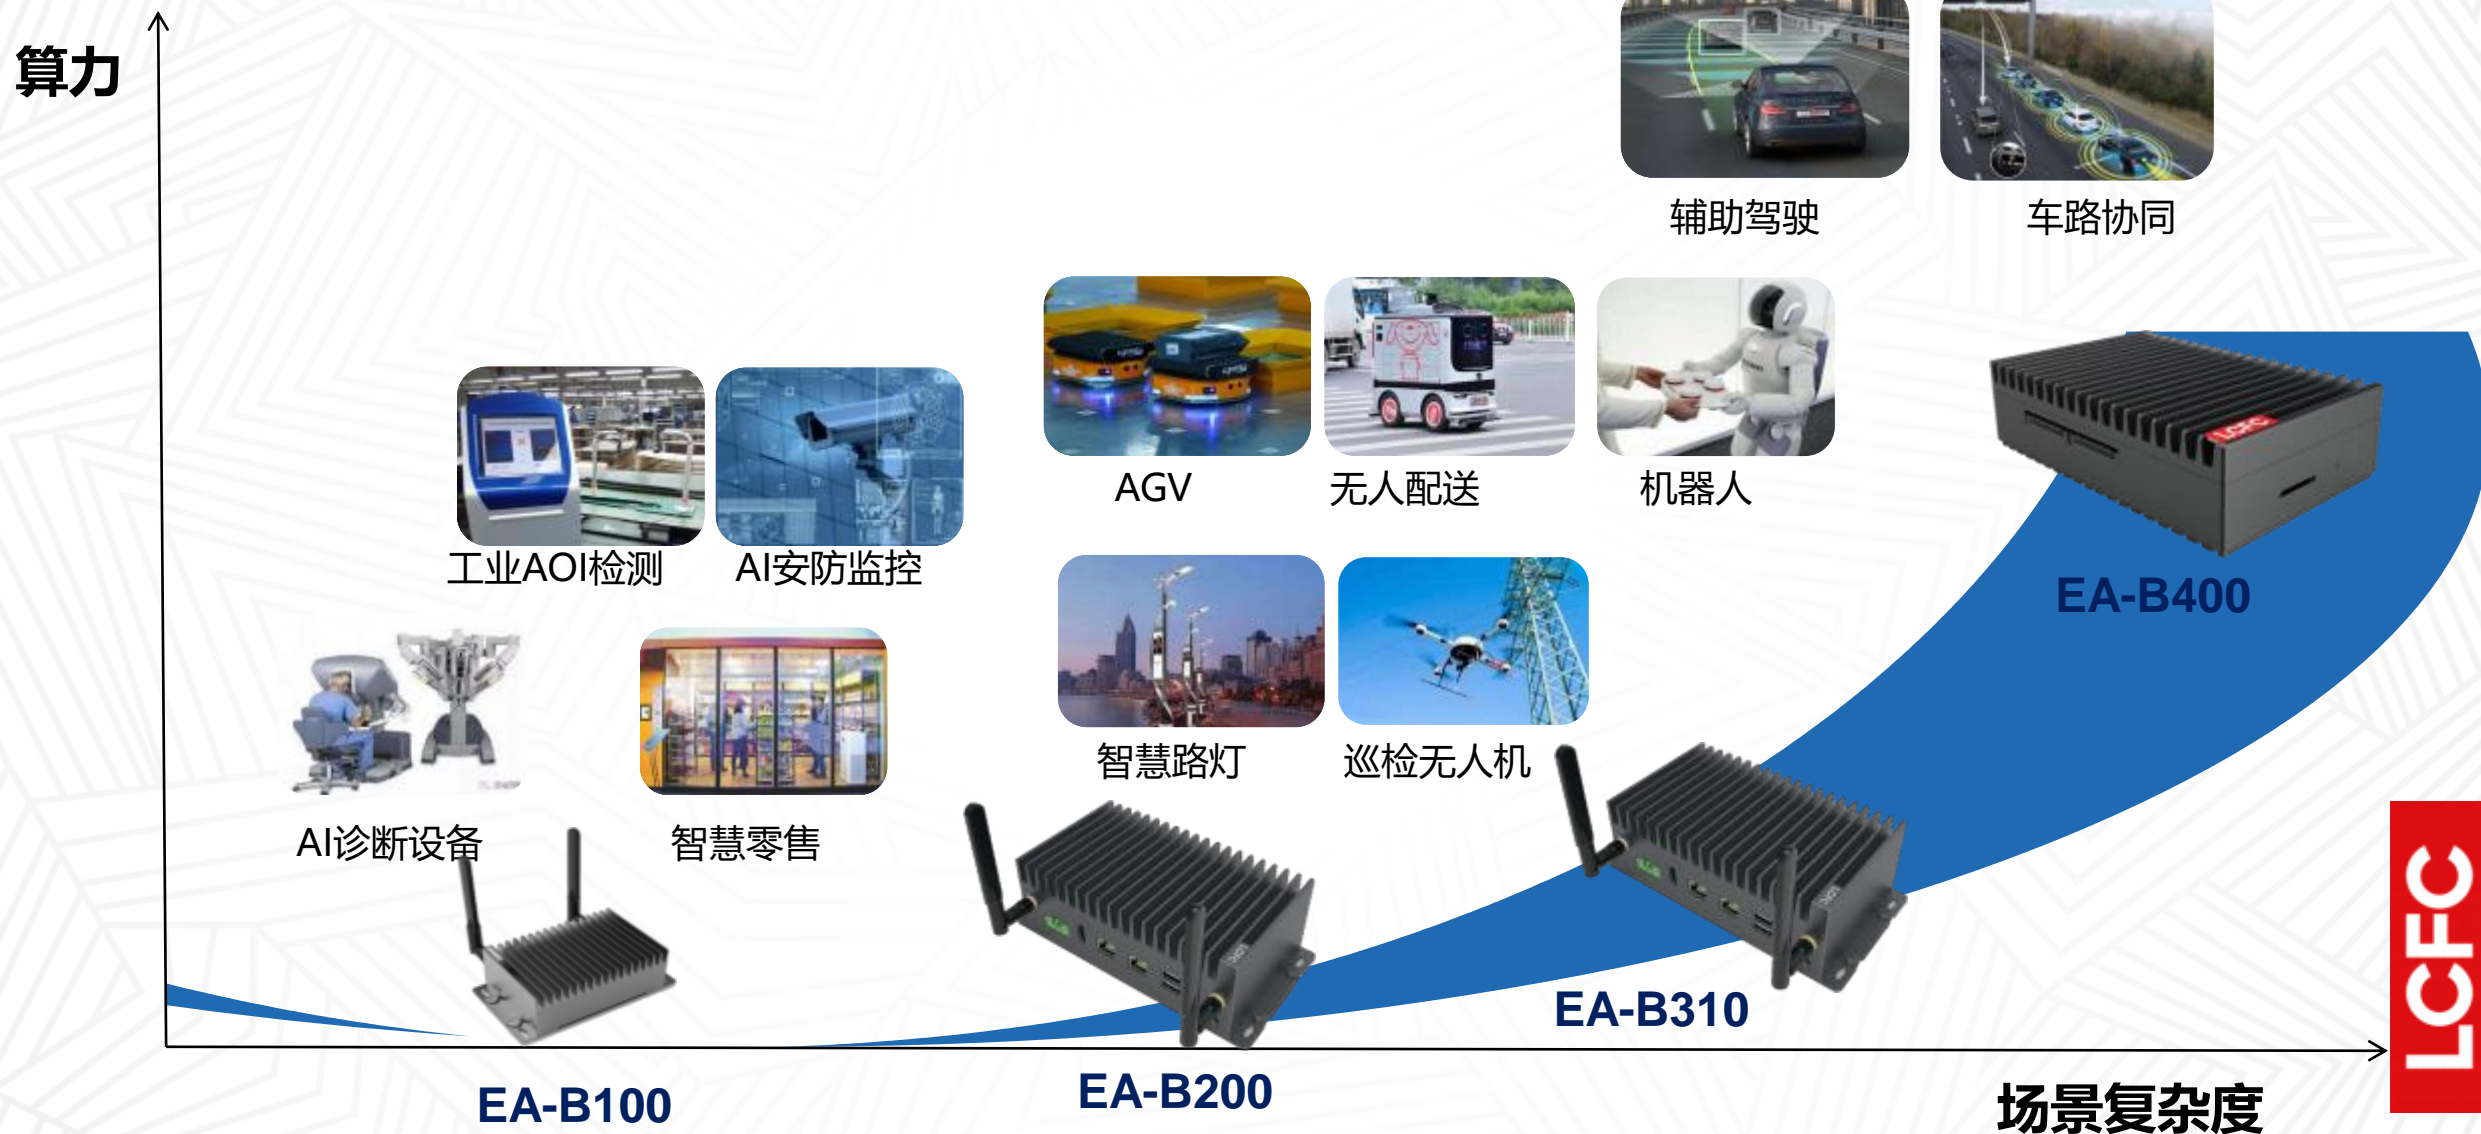 算力
辅助驾驶
车路协同
AGV
无人配送
机器人
工业AOI检测
AI安防监控
LCFC
EA-B400
智慧路灯
巡检无人机
AI诊断设备
智慧零售
LCFC
LCFC
EA-B310
LCFC
EA-B100
EA-B200
场景复杂度